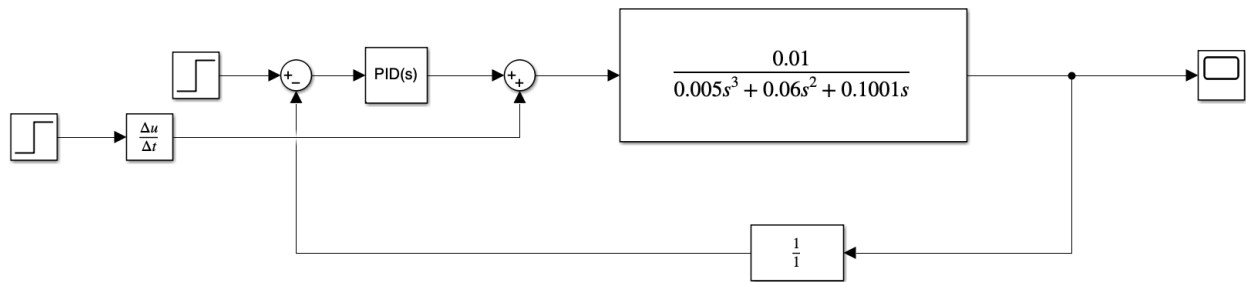 0.01
0.005s³ + 0.06s² + 0.1001s
+
−
PID(s)
+
+
Δu
Δt
1
1